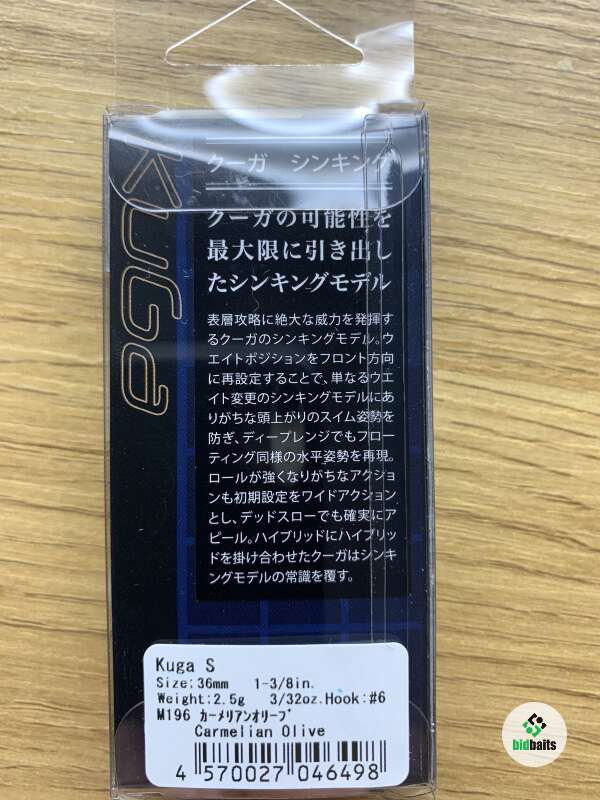 KUGA
クーガ シンキング
クーガの可能性を
最大限に引き出し
たシンキングモデル
表層攻略に絶大な威力を発揮す
るクーガのシンキングモデル。ウ
エイトポジションをフロント方向
に再設定することで、単なるウエ
イト変更のシンキングモデルにあ
りがちな頭上がりのスイム姿勢を
防ぎ、ディープレンジでもフロー
ティング同様の水平姿勢を再現。
ロールが強くなりがちなアクショ
ンも初期設定をワイドアクション
とし、デッドスローでも確実にア
ピール。ハイブリッドにハイブリッ
ドを掛け合わせたクーガはシンキ
ングモデルの常識を覆す。
Kuga S
Size:36mm 1-3/8in.
Weight:2.5g 3/32oz.Hook:#6
M196 ｶｰﾒﾘｱﾝｵﾘｰﾌﾞ
Carmelian Olive
4 570027 046498
bidbaits